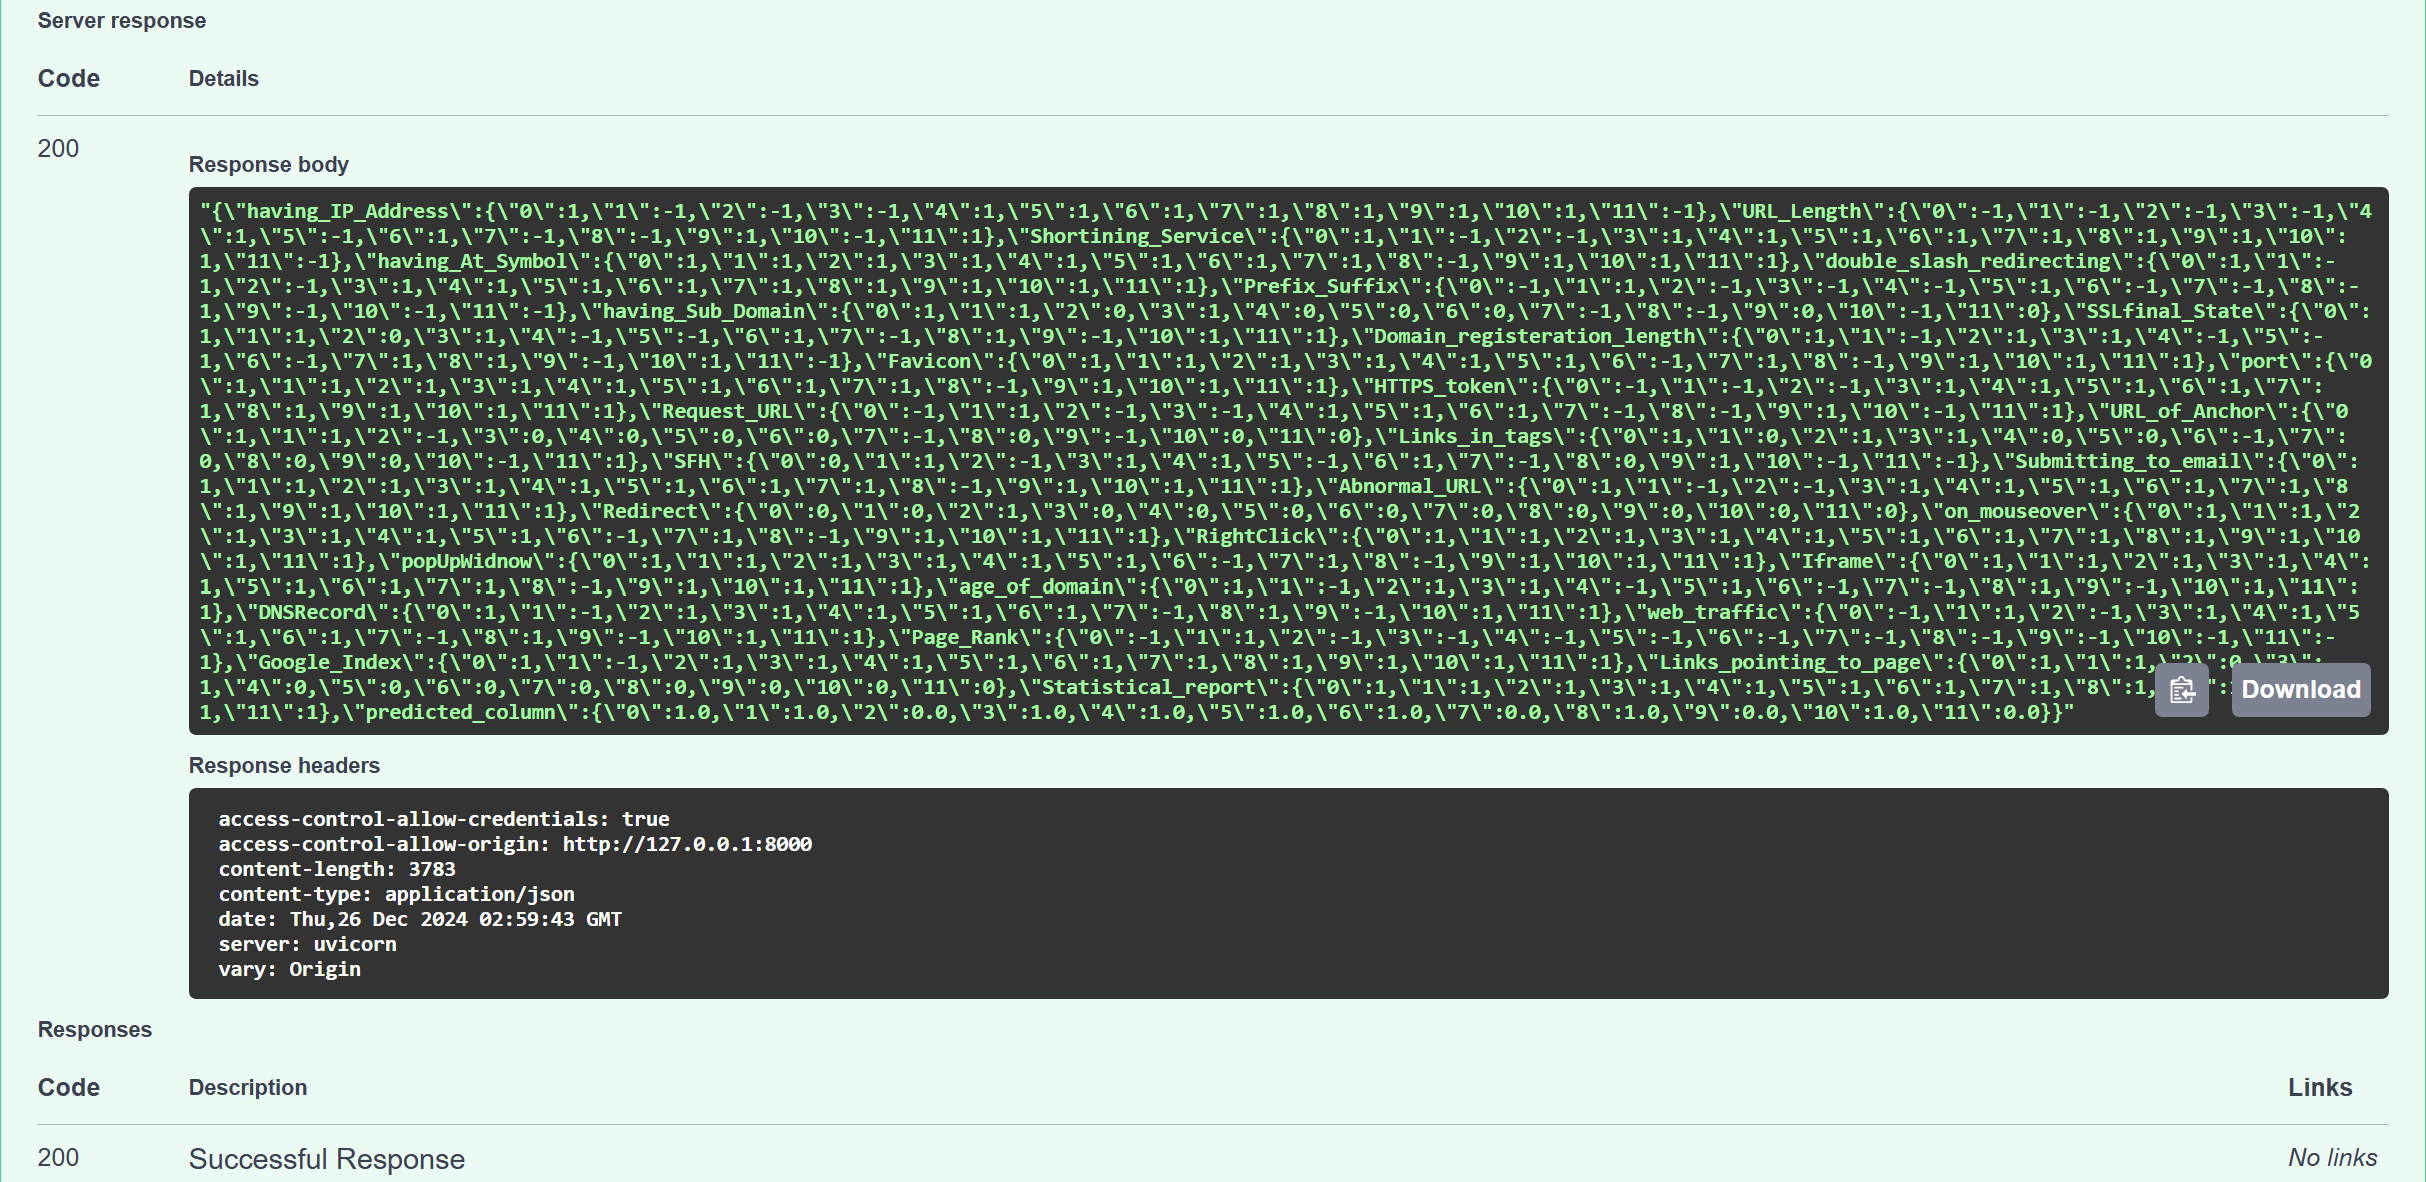 Server response
Code Details
200
Response body
"{\"having_IP_Address\":{\"0\":1,\"1\":-1,\"2\":-1,\"3\":-1,\"4\":1,\"5\":1,\"6\":1,\"7\":1,\"8\":1,\"9\":1,\"10\":1,\"11\":-1},\"URL_Length\":{\"0\":-1,\"1\":-1,\"2\":-1,\"3\":-1,\"4
\":1,\"5\":-1,\"6\":1,\"7\":-1,\"8\":-1,\"9\":1,\"10\":-1,\"11\":1},\"Shortining_Service\":{\"0\":1,\"1\":-1,\"2\":-1,\"3\":1,\"4\":1,\"5\":1,\"6\":1,\"7\":1,\"8\":1,\"9\":1,\"10\":
1,\"11\":-1},\"having_At_Symbol\":{\"0\":1,\"1\":1,\"2\":1,\"3\":1,\"4\":1,\"5\":1,\"6\":1,\"7\":1,\"8\":-1,\"9\":1,\"10\":1,\"11\":1},\"double_slash_redirecting\":{\"0\":1,\"1\":-
1,\"2\":-1,\"3\":1,\"4\":1,\"5\":1,\"6\":1,\"7\":1,\"8\":1,\"9\":1,\"10\":1,\"11\":1},\"Prefix_Suffix\":{\"0\":-1,\"1\":1,\"2\":-1,\"3\":-1,\"4\":-1,\"5\":1,\"6\":-1,\"7\":-1,\"8\":-
1,\"9\":-1,\"10\":-1,\"11\":-1},\"having_Sub_Domain\":{\"0\":1,\"1\":1,\"2\":0,\"3\":1,\"4\":0,\"5\":0,\"6\":0,\"7\":-1,\"8\":-1,\"9\":0,\"10\":-1,\"11\":0},\"SSLfinal_State\":{\"0\":
1,\"1\":1,\"2\":0,\"3\":1,\"4\":-1,\"5\":-1,\"6\":1,\"7\":-1,\"8\":1,\"9\":-1,\"10\":1,\"11\":1},\"Domain_registeration_length\":{\"0\":1,\"1\":-1,\"2\":1,\"3\":1,\"4\":-1,\"5\":-
1,\"6\":-1,\"7\":1,\"8\":1,\"9\":-1,\"10\":1,\"11\":-1},\"Favicon\":{\"0\":1,\"1\":1,\"2\":1,\"3\":1,\"4\":1,\"5\":1,\"6\":-1,\"7\":1,\"8\":-1,\"9\":1,\"10\":1,\"11\":1},\"port\":{\"0
\":1,\"1\":1,\"2\":1,\"3\":1,\"4\":1,\"5\":1,\"6\":1,\"7\":1,\"8\":-1,\"9\":1,\"10\":1,\"11\":1},\"HTTPS_token\":{\"0\":-1,\"1\":-1,\"2\":-1,\"3\":1,\"4\":1,\"5\":1,\"6\":1,\"7\":
1,\"8\":1,\"9\":1,\"10\":1,\"11\":1},\"Request_URL\":{\"0\":-1,\"1\":1,\"2\":-1,\"3\":-1,\"4\":1,\"5\":1,\"6\":1,\"7\":-1,\"8\":-1,\"9\":1,\"10\":-1,\"11\":1},\"URL_of_Anchor\":{\"0
\":1,\"1\":1,\"2\":-1,\"3\":0,\"4\":0,\"5\":0,\"6\":0,\"7\":-1,\"8\":0,\"9\":-1,\"10\":0,\"11\":0},\"Links_in_tags\":{\"0\":1,\"1\":0,\"2\":1,\"3\":1,\"4\":0,\"5\":0,\"6\":-1,\"7\":
0,\"8\":0,\"9\":0,\"10\":-1,\"11\":1},\"SFH\":{\"0\":0,\"1\":1,\"2\":-1,\"3\":1,\"4\":1,\"5\":-1,\"6\":1,\"7\":-1,\"8\":0,\"9\":1,\"10\":-1,\"11\":-1},\"Submitting_to_email\":{\"0\":
1,\"1\":1,\"2\":1,\"3\":1,\"4\":1,\"5\":1,\"6\":1,\"7\":1,\"8\":-1,\"9\":1,\"10\":1,\"11\":1},\"Abnormal_URL\":{\"0\":1,\"1\":-1,\"2\":-1,\"3\":1,\"4\":1,\"5\":1,\"6\":1,\"7\":1,\"8
\":1,\"9\":1,\"10\":1,\"11\":1},\"Redirect\":{\"0\":0,\"1\":0,\"2\":1,\"3\":0,\"4\":0,\"5\":0,\"6\":0,\"7\":0,\"8\":0,\"9\":0,\"10\":0,\"11\":0},\"on_mouseover\":{\"0\":1,\"1\":1,\"2
\":1,\"3\":1,\"4\":1,\"5\":1,\"6\":-1,\"7\":1,\"8\":-1,\"9\":1,\"10\":1,\"11\":1},\"RightClick\":{\"0\":1,\"1\":1,\"2\":1,\"3\":1,\"4\":1,\"5\":1,\"6\":1,\"7\":1,\"8\":1,\"9\":1,\"10
\":1,\"11\":1},\"popUpWidnow\":{\"0\":1,\"1\":1,\"2\":1,\"3\":1,\"4\":1,\"5\":1,\"6\":-1,\"7\":1,\"8\":-1,\"9\":1,\"10\":1,\"11\":1},\"Iframe\":{\"0\":1,\"1\":1,\"2\":1,\"3\":1,\"4\":
1,\"5\":1,\"6\":1,\"7\":1,\"8\":-1,\"9\":1,\"10\":1,\"11\":1},\"age_of_domain\":{\"0\":1,\"1\":-1,\"2\":1,\"3\":1,\"4\":-1,\"5\":1,\"6\":-1,\"7\":-1,\"8\":1,\"9\":-1,\"10\":1,\"11\":
1},\"DNSRecord\":{\"0\":1,\"1\":-1,\"2\":1,\"3\":1,\"4\":1,\"5\":1,\"6\":1,\"7\":-1,\"8\":1,\"9\":-1,\"10\":1,\"11\":1},\"web_traffic\":{\"0\":-1,\"1\":1,\"2\":-1,\"3\":1,\"4\":1,\"5
\":1,\"6\":1,\"7\":-1,\"8\":1,\"9\":-1,\"10\":1,\"11\":1},\"Page_Rank\":{\"0\":-1,\"1\":1,\"2\":-1,\"3\":-1,\"4\":-1,\"5\":-1,\"6\":-1,\"7\":-1,\"8\":-1,\"9\":-1,\"10\":-1,\"11\":-
1},\"Google_Index\":{\"0\":1,\"1\":-1,\"2\":1,\"3\":1,\"4\":1,\"5\":1,\"6\":1,\"7\":1,\"8\":1,\"9\":1,\"10\":1,\"11\":1},\"Links_pointing_to_page\":{\"0\":1,\"1\":1,\"2\":0,\"3\":
1,\"4\":0,\"5\":0,\"6\":0,\"7\":0,\"8\":0,\"9\":0,\"10\":0,\"11\":0},\"Statistical_report\":{\"0\":1,\"1\":1,\"2\":1,\"3\":1,\"4\":1,\"5\":1,\"6\":1,\"7\":1,\"8\":1,
1,\"11\":1},\"predicted_column\":{\"0\":1.0,\"1\":1.0,\"2\":0.0,\"3\":1.0,\"4\":1.0,\"5\":1.0,\"6\":1.0,\"7\":0.0,\"8\":1.0,\"9\":0.0,\"10\":1.0,\"11\":0.0}}"
Download
Response headers
access-control-allow-credentials: true
access-control-allow-origin: http://127.0.0.1:8000
content-length: 3783
content-type: application/json
date: Thu,26 Dec 2024 02:59:43 GMT
server: uvicorn
vary: Origin
Responses
Code Description Links
200 Successful Response No links